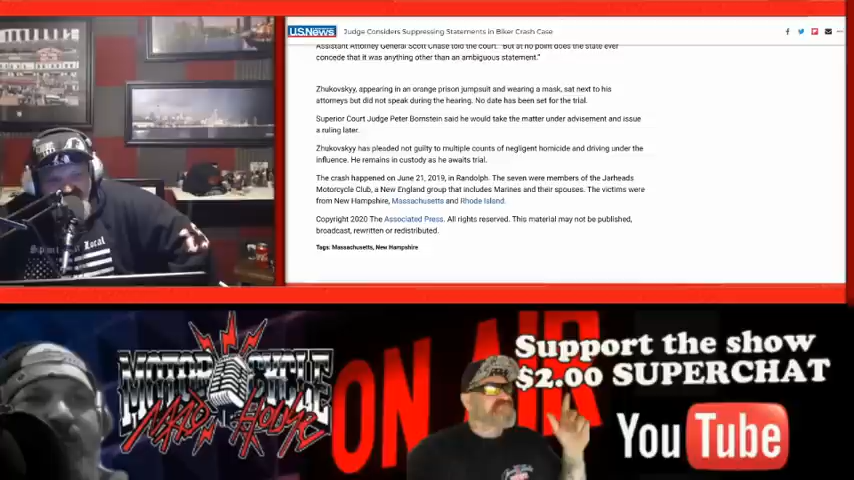 U.S.News
Judge Considers Suppressing Statements in Biker Crash Case
Assistant Attorney General Scott Chase told the court. "But at no point does the state ever
concede that it was anything other than an ambiguous statement."
Zhukovskyy, appearing in an orange prison jumpsuit and wearing a mask, sat next to his
attorneys but did not speak during the hearing. No date has been set for the trial.
Superior Court Judge Peter Bornstein said he would take the matter under advisement and issue
a ruling later.
Zhukovskyy has pleaded not guilty to multiple counts of negligent homicide and driving under the
influence. He remains in custody as he awaits trial.
The crash happened on June 21, 2019, in Randolph. The seven were members of the Jarheads
Motorcycle Club, a New England group that includes Marines and their spouses. The victims were
from New Hampshire, Massachusetts and Rhode Island.
Copyright 2020 The Associated Press. All rights reserved. This material may not be published,
broadcast, rewritten or redistributed.
Tags: Massachusetts, New Hampshire
Local
MOTORCYCLE
MAD HOUSE
ON AIR
Support the show
$2.00 SUPERCHAT
YouTube